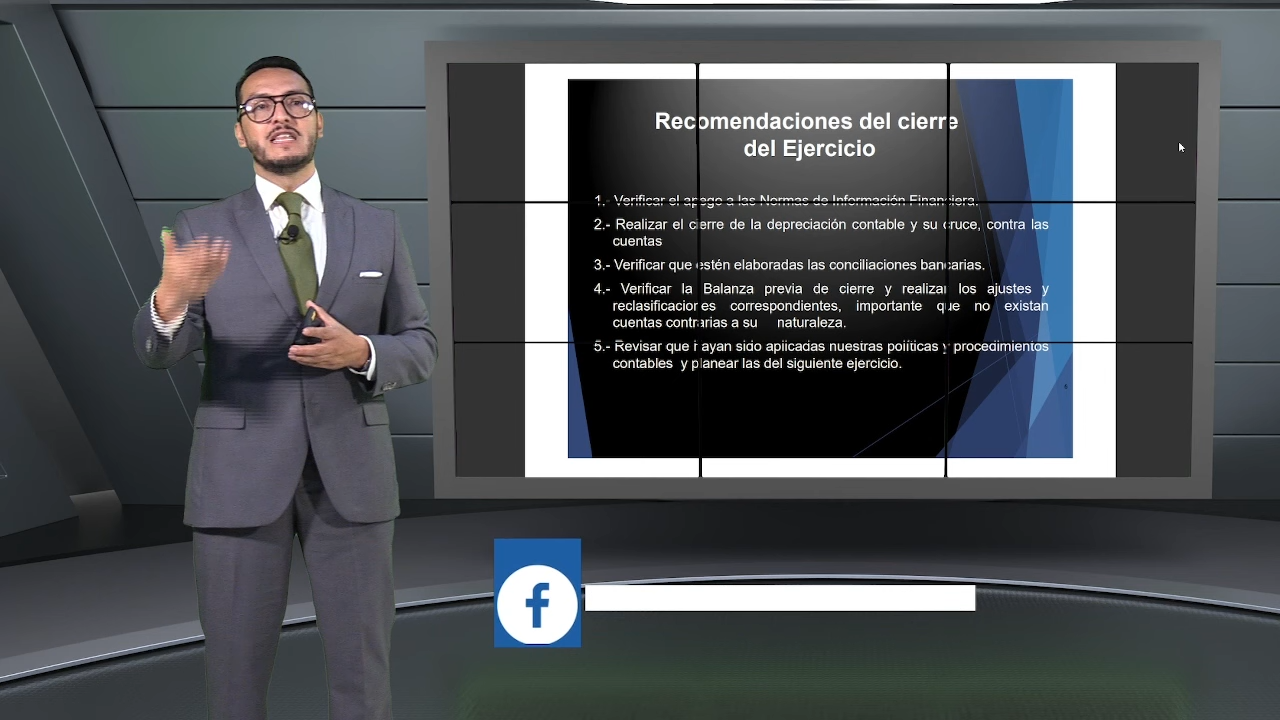 Recomendaciones del cierre
del Ejercicio
1.- Verificar el apego a las Normas de Información Financiera.
2.- Realizar el cierre de la depreciación contable y su cruce, contra las
cuentas
3.- Verificar que estén elaboradas las conciliaciones bancarias.
4.- Verificar la Balanza previa de cierre y realizar los ajustes y
reclasificaciones correspondientes, importante que no existan
cuentas contrarias a su naturaleza.
5.- Revisar que hayan sido aplicadas nuestras políticas y procedimientos
contables y planear las del siguiente ejercicio.
f